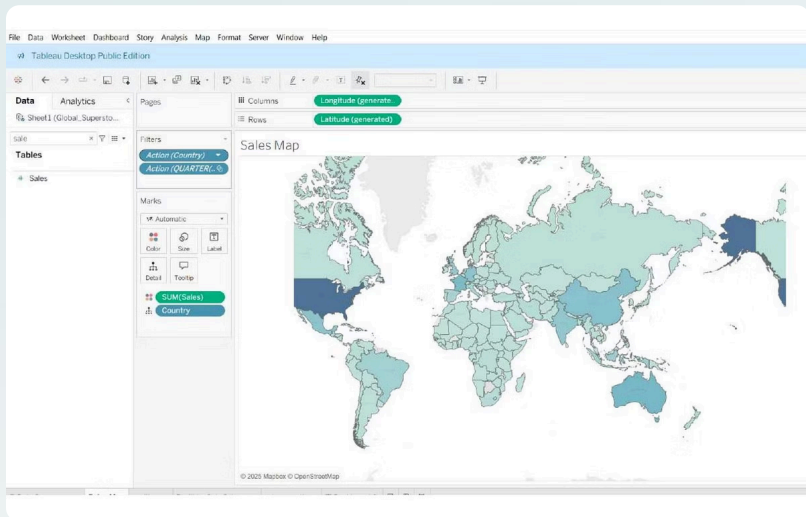 File Data Worksheet Dashboard Story Analysis Map Format Server Window Help
Tableau Desktop Public Edition
Data Analytics
Pages
Columns Longitude (generate..
Sheet1 (Global_Supersto...
Rows Latitude (generated)
sale
Filters
Sales Map
Tables
Action (Country)
Action (QUARTER(..
Sales
Marks
Automatic
Color Size Label
Detail Tooltip
SUM(Sales)
Country
© 2025 Mapbox © OpenStreetMap